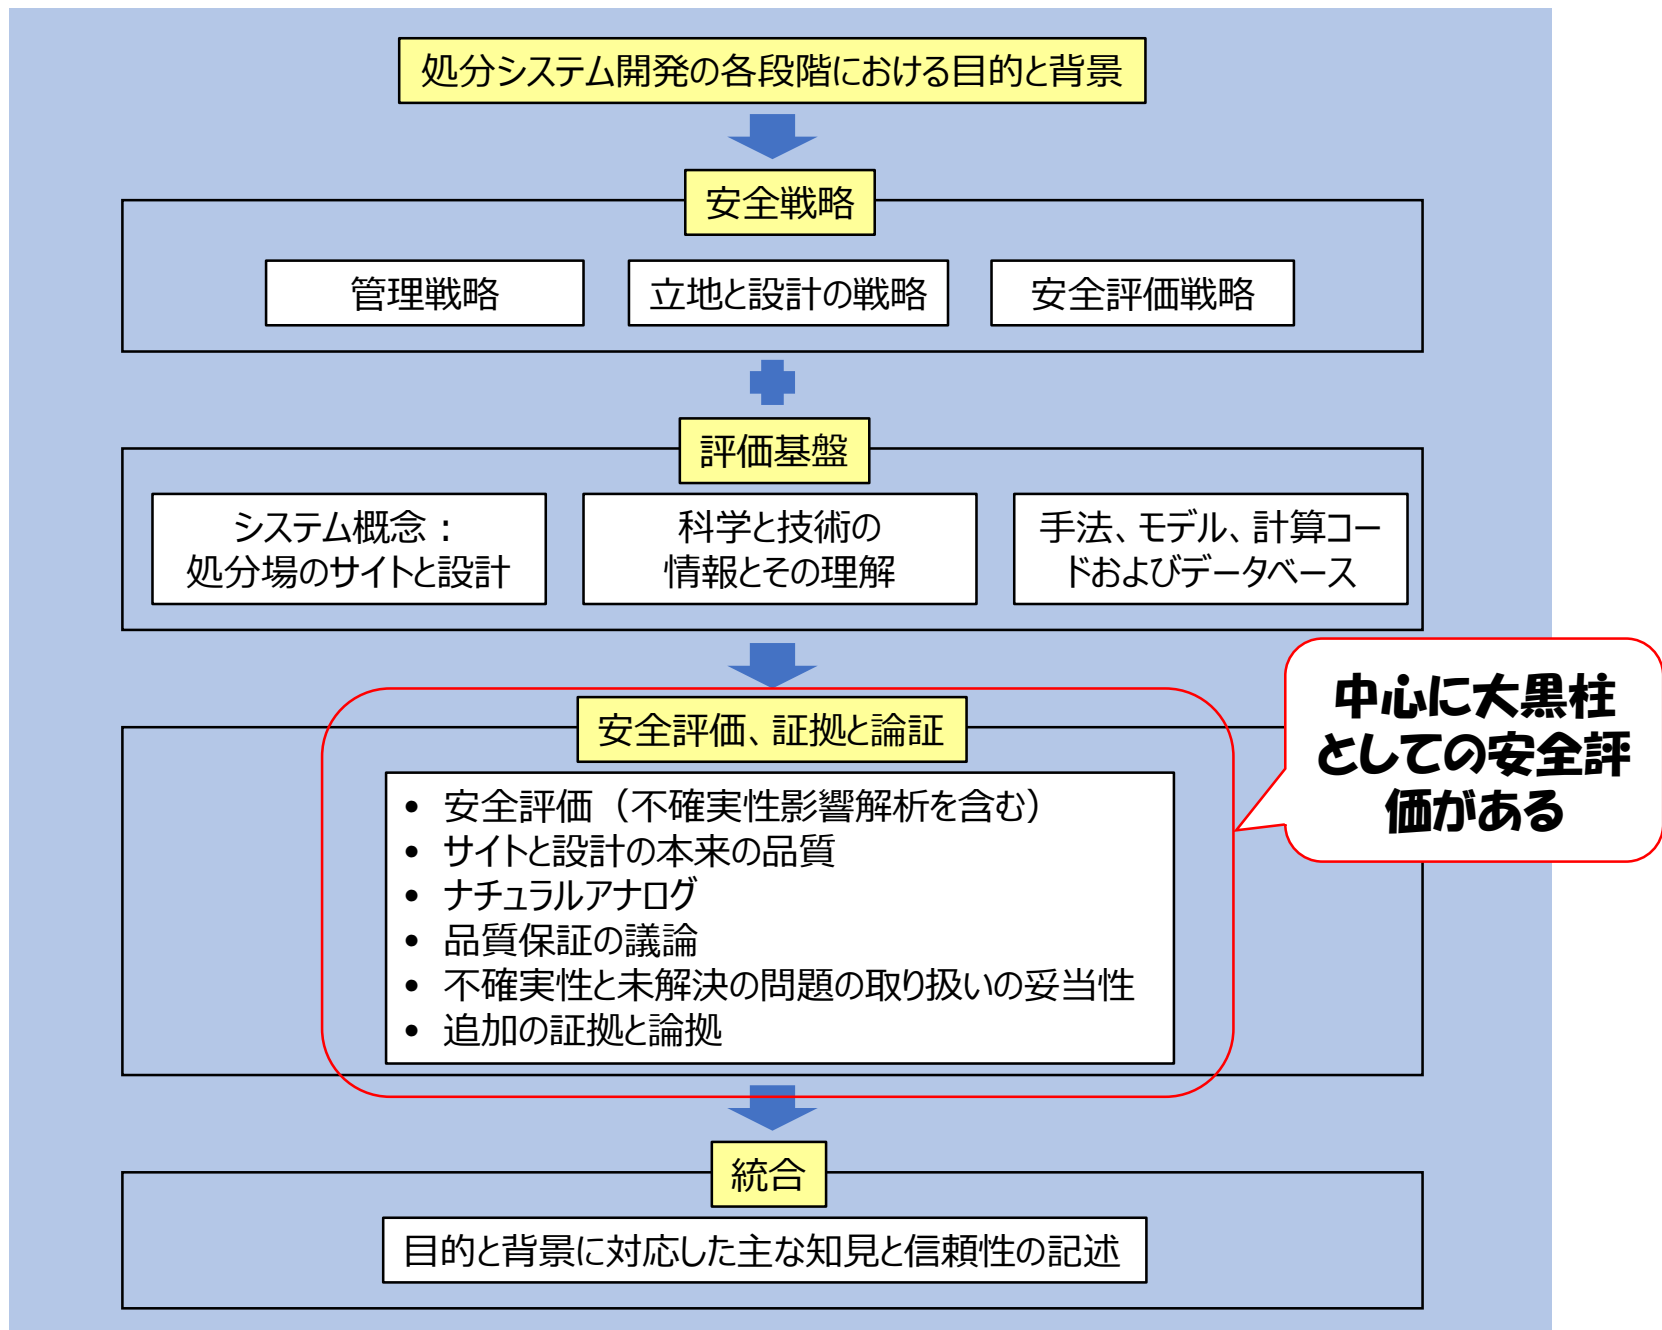 処分システム開発の各段階における目的と背景
安全戦略
管理戦略
立地と設計の戦略
安全評価戦略
評価基盤
システム概念：
処分場のサイトと設計
科学と技術の
情報とその理解
手法、モデル、計算コー
ドおよびデータベース
安全評価、証拠と論証
• 安全評価（不確実性影響解析を含む）
• サイトと設計の本来の品質
• ナチュラルアナログ
• 品質保証の議論
• 不確実性と未解決の問題の取り扱いの妥当性
• 追加の証拠と論拠
中心に大黒柱
としての安全評
価がある
統合
目的と背景に対応した主な知見と信頼性の記述